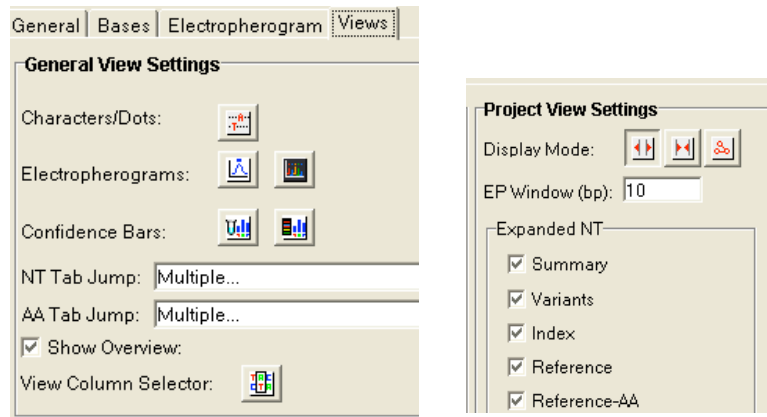 General Bases Electropherogram Views
General View Settings
Characters/Dots:
Electropherograms:
Confidence Bars:
NT Tab Jump: Multiple...
AA Tab Jump: Multiple...
Show Overview:
View Column Selector:
Project View Settings
Display Mode:
EP Window (bp): 10
Expanded NT
Summary
Variants
Index
Reference
Reference-AA